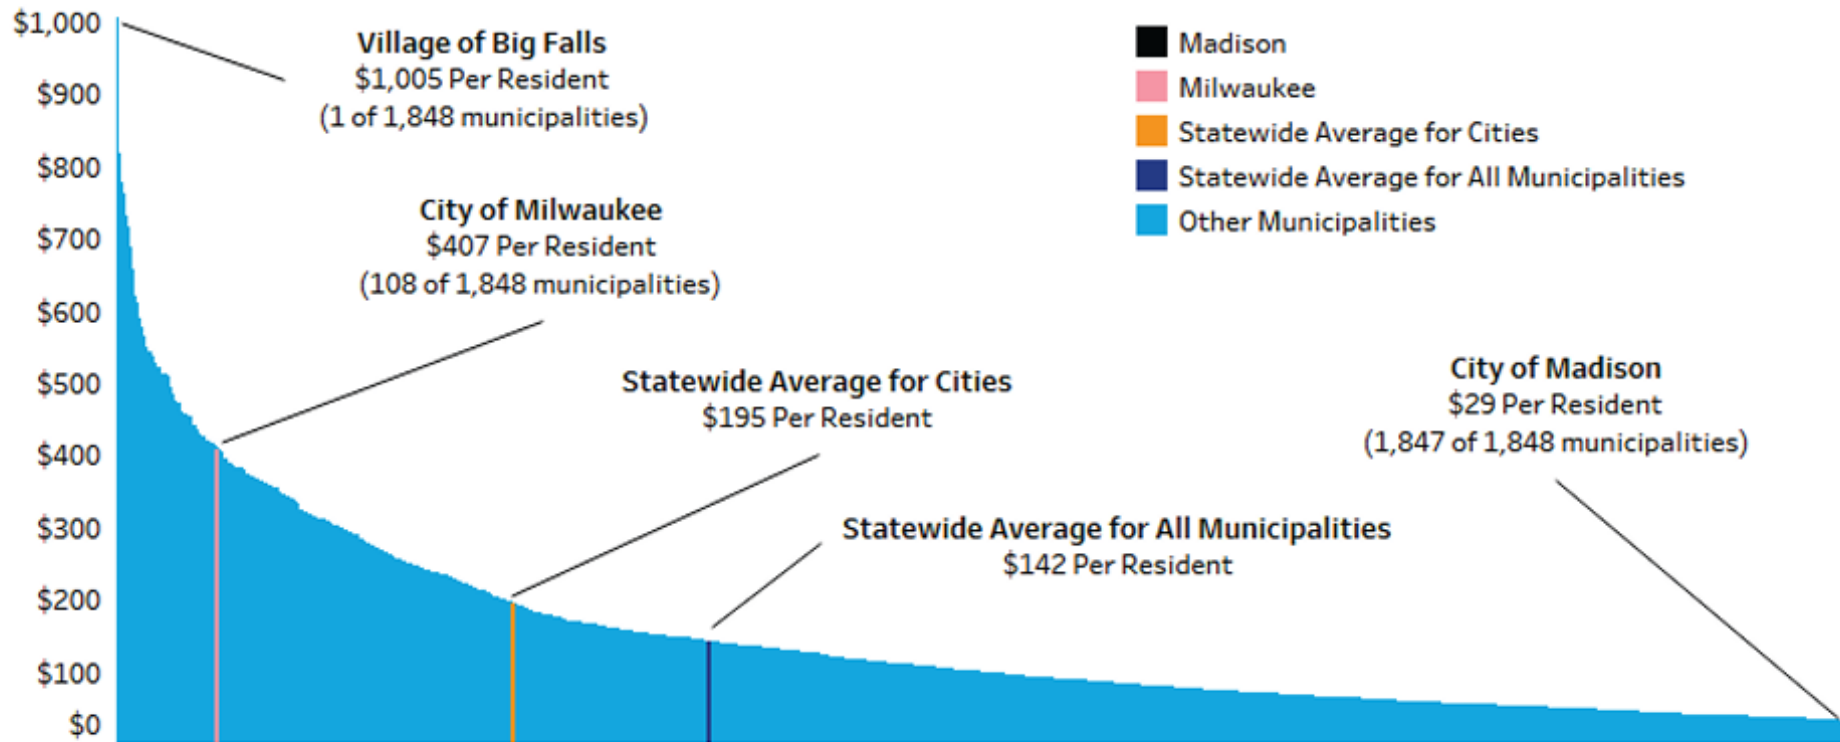 $1,000
$900
$800
$700
$600
$500
$400
$300
$200
$100
$0
Village of Big Falls
$1,005 Per Resident
(1 of 1,848 municipalities)
City of Milwaukee
$407 Per Resident
(108 of 1,848 municipalities)
Statewide Average for Cities
$195 Per Resident
Statewide Average for All Municipalities
$142 Per Resident
City of Madison
$29 Per Resident
(1,847 of 1,848 municipalities)
Madison
Milwaukee
Statewide Average for Cities
Statewide Average for All Municipalities
Other Municipalities